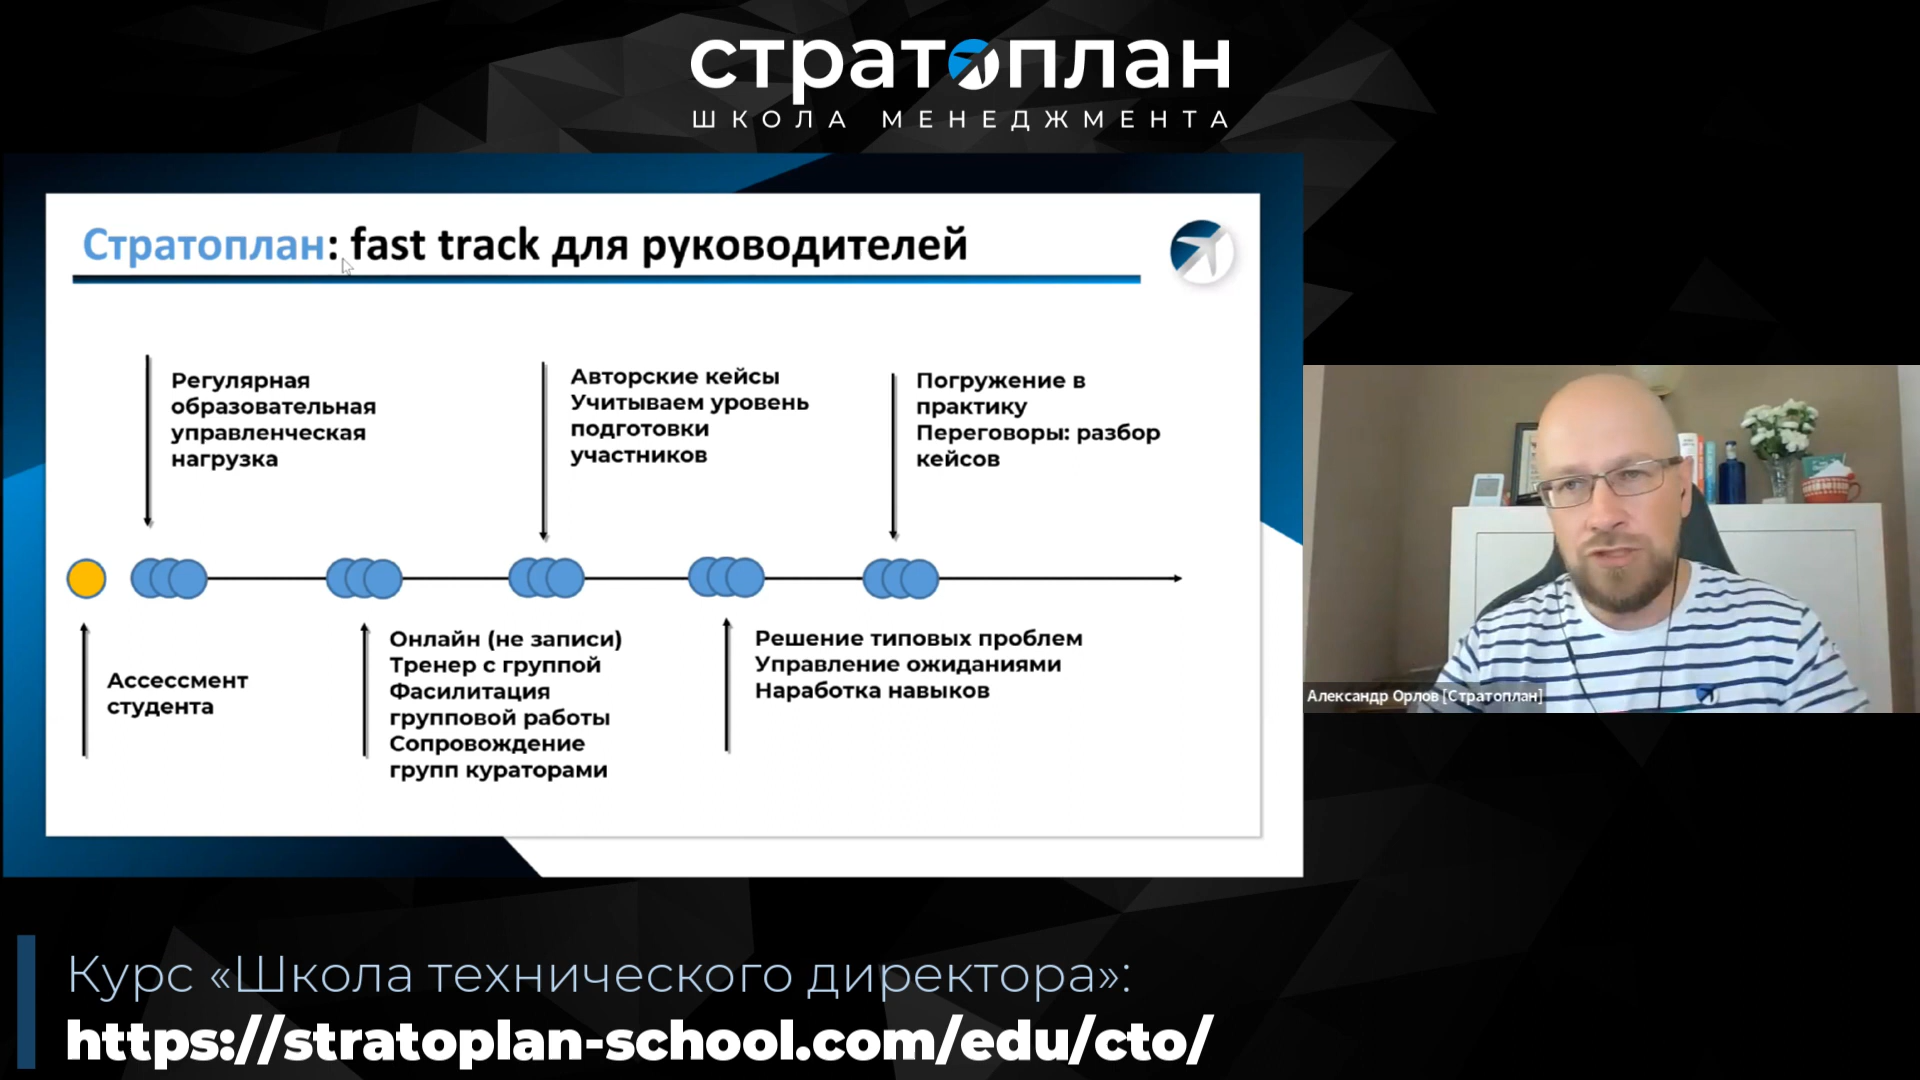 стратоплан
ШКОЛА МЕНЕДЖМЕНТА
Стратоплан: fast track для руководителей
Регулярная
образовательная
управленческая
нагрузка
Авторские кейсы
Учитываем уровень
подготовки
участников
Погружение в
практику
Переговоры: разбор
кейсов
Ассессмент
студента
Онлайн (не записи)
Тренер с группой
Фасилитация
групповой работы
Сопровождение
групп кураторами
Решение типовых проблем
Управление ожиданиями
Наработка навыков
Александр Орлов [Стратоплан]
Курс «Школа технического директора»:
https://stratoplan-school.com/edu/cto/